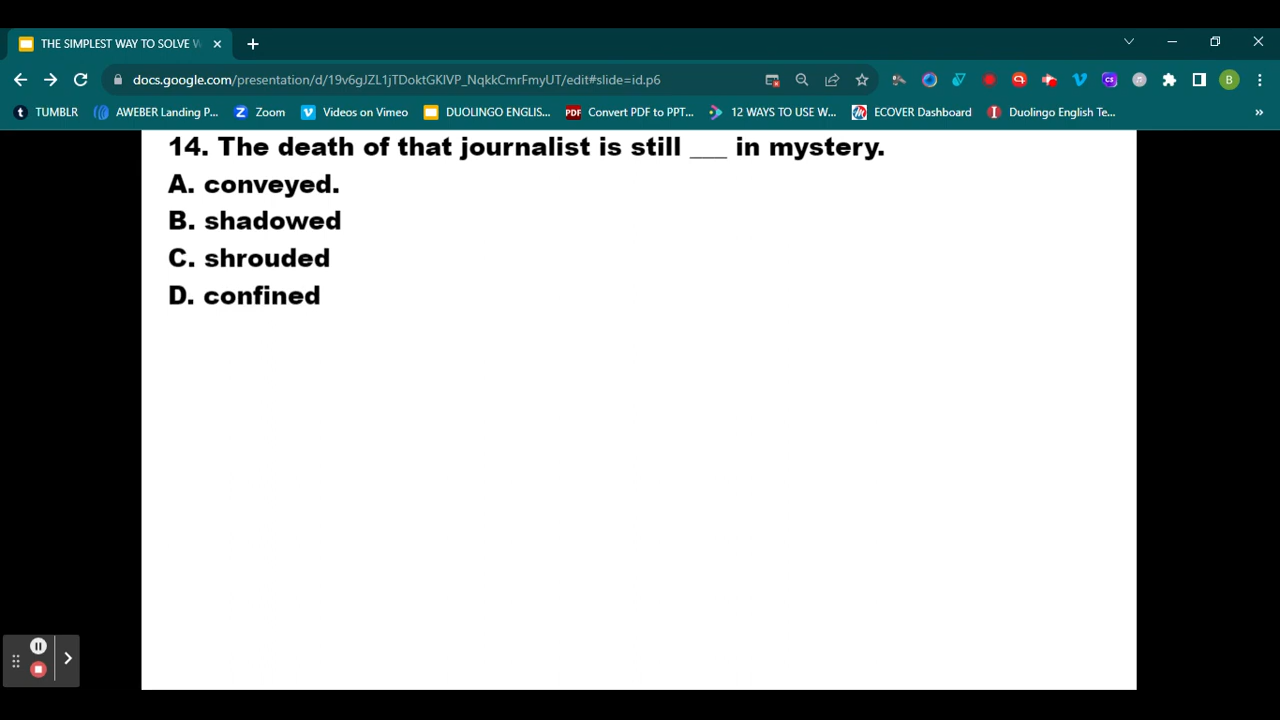 THE SIMPLEST WAY TO SOLVE W
docs.google.com/presentation/d/19v6gJZL1jTDoktGKlVP_NqkkCmrFmyUT/edit#slide=id.p6
B
TUMBLR
AWEBER Landing P...
Zoom
Videos on Vimeo
DUOLINGO ENGLIS...
PDF
Convert PDF to PPT...
12 WAYS TO USE W...
ECOVER Dashboard
Duolingo English Te...
»
14. The death of that journalist is still ___ in mystery.
A. conveyed.
B. shadowed
C. shrouded
D. confined